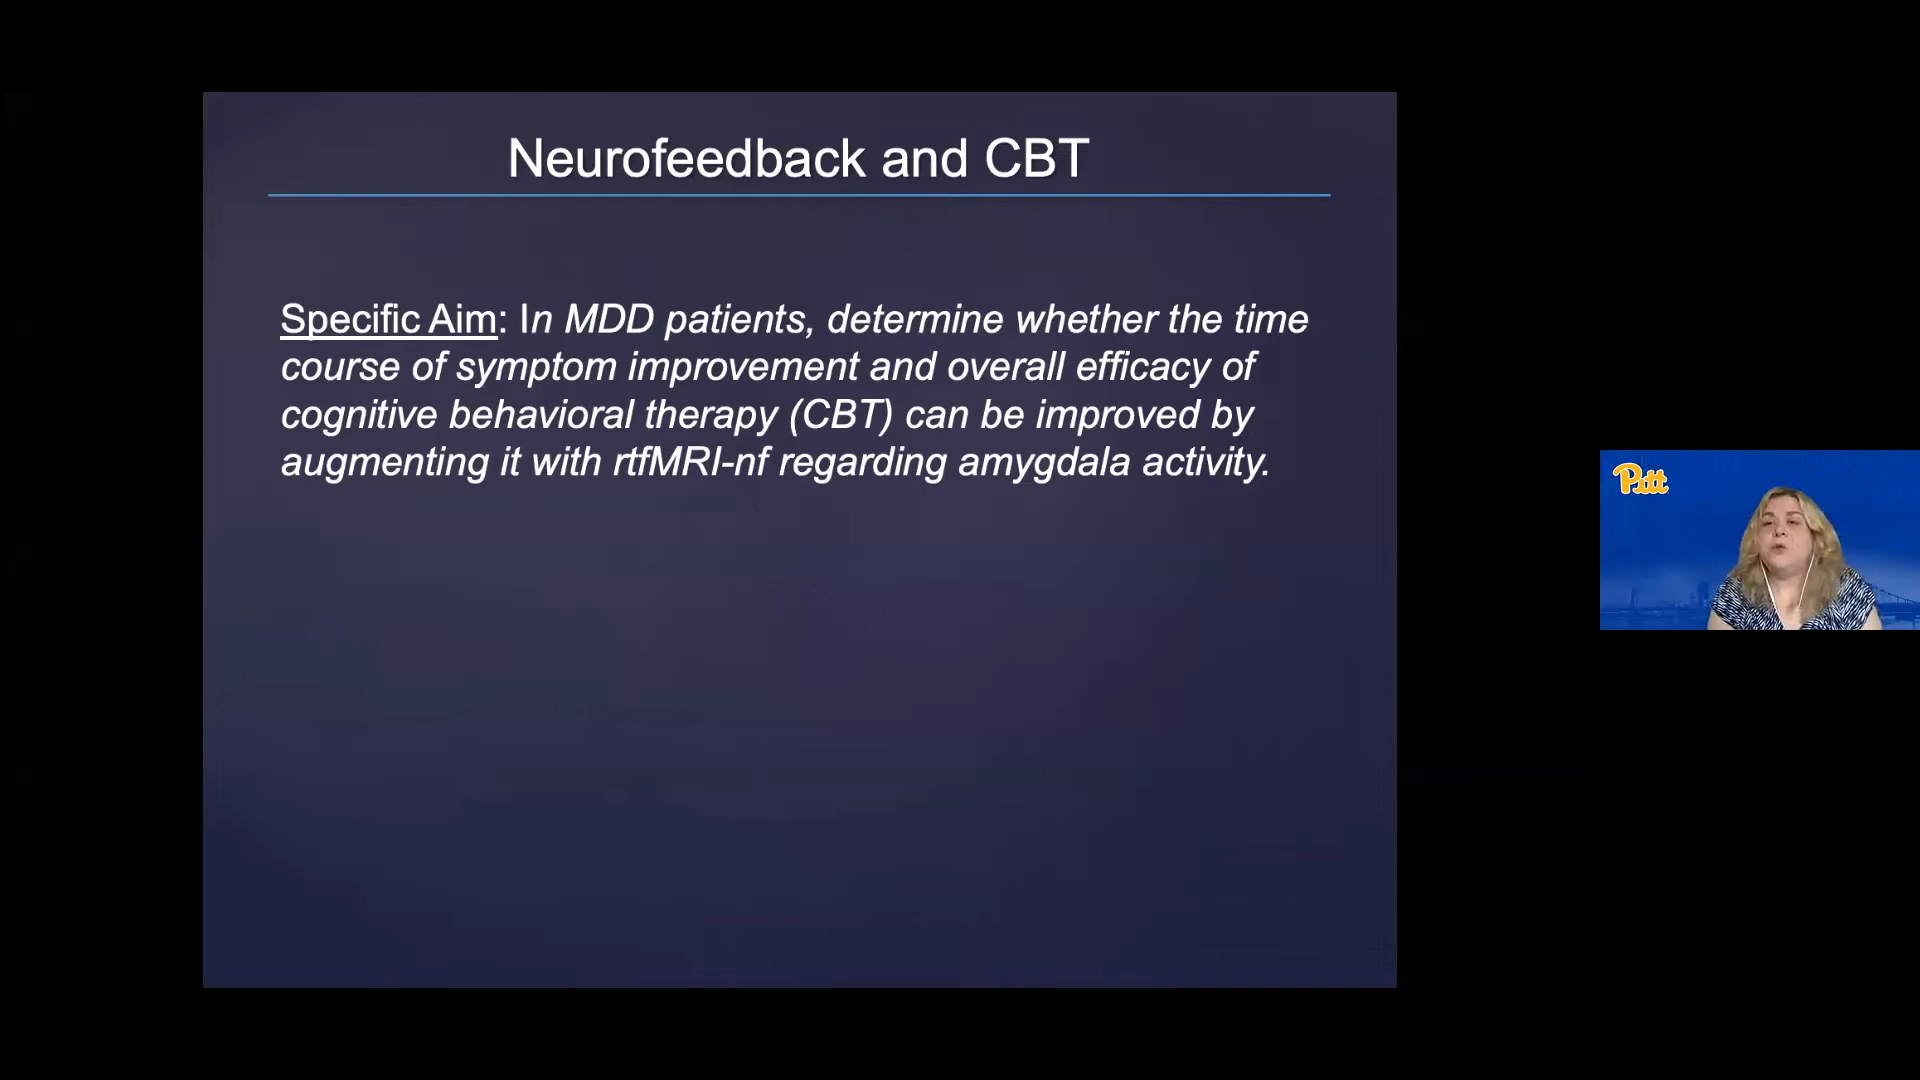 Neurofeedback and CBT
Specific Aim: In MDD patients, determine whether the time
course of symptom improvement and overall efficacy of
cognitive behavioral therapy (CBT) can be improved by
augmenting it with rtfMRI-nf regarding amygdala activity.
Pitt